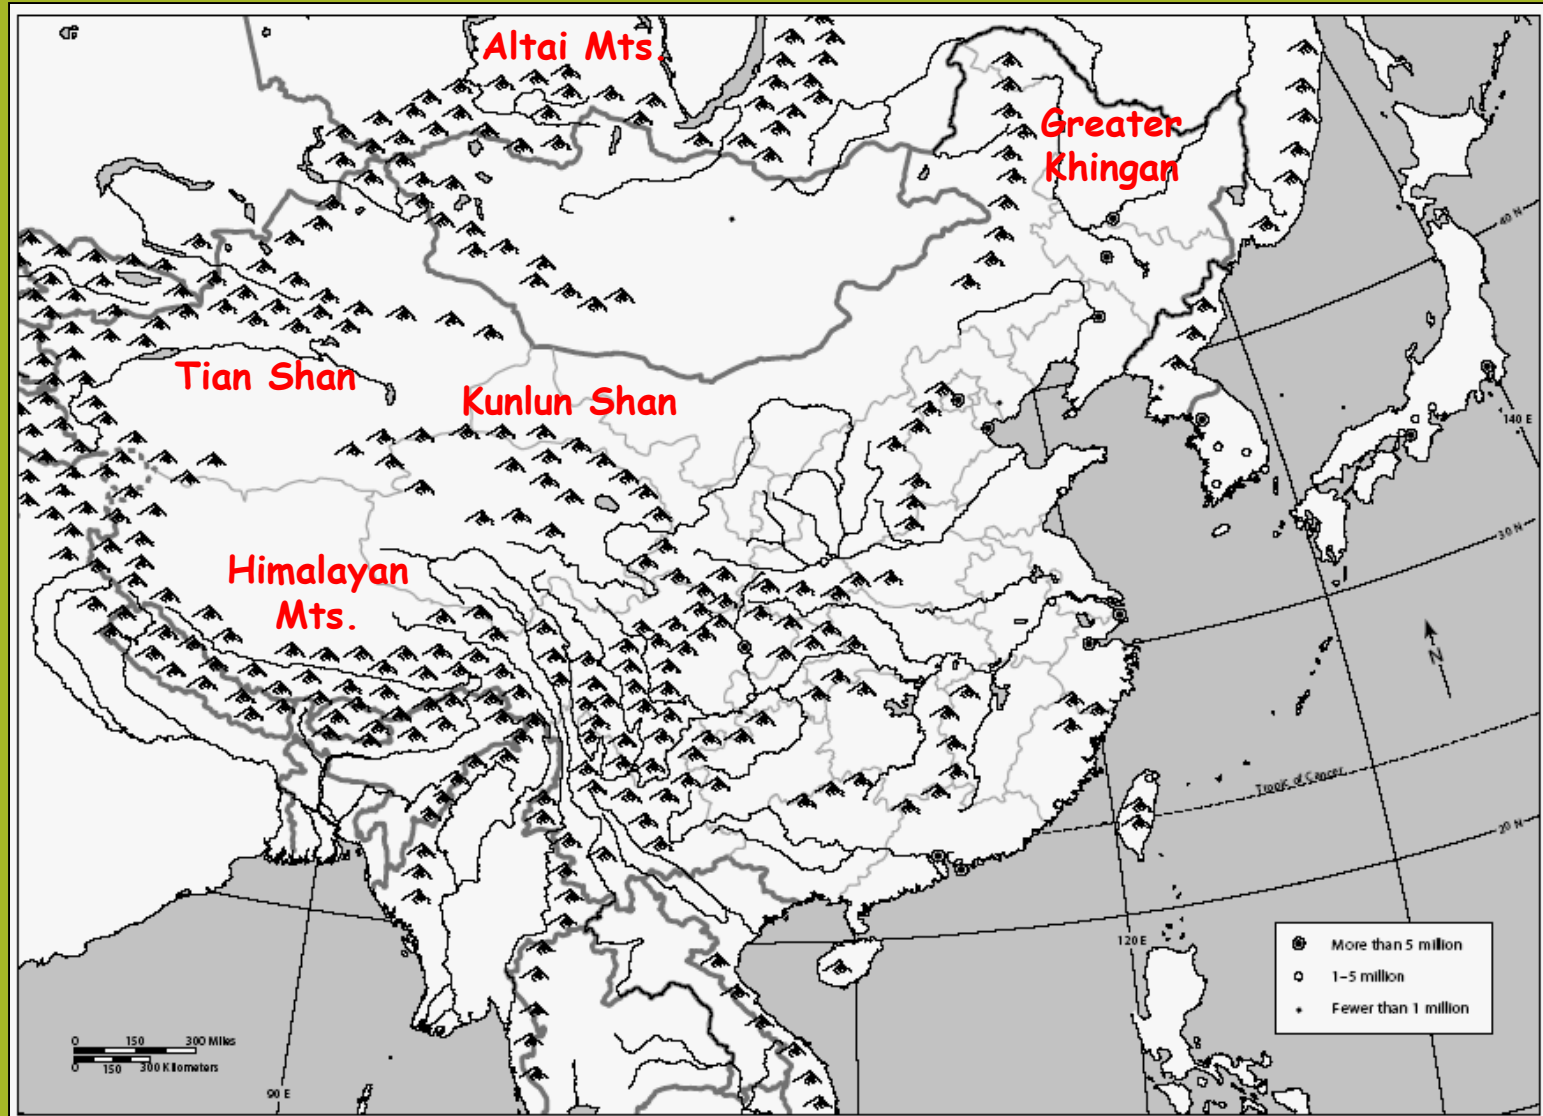 Altai Mts.
Greater
Khingan
40 N
Tian Shan
Kunlun Shan
140 E
30 N
Himalayan
Mts.
N
Tropic of Cancer
20 N
120 E
More than 5 million
1–5 million
Fewer than 1 million
0 150 300 Miles
0 150 300 Kilometers
90 E